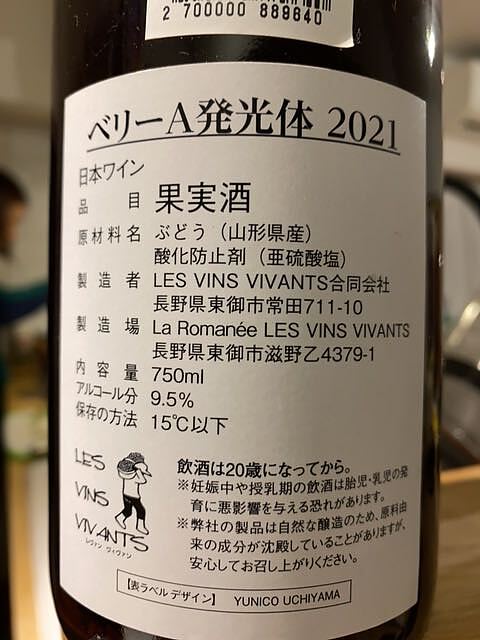 2 700000 889640
ベリーA発光体 2021
日本ワイン
品目 果実酒
原材料名 ぶどう（山形県産）
酸化防止剤（亜硫酸塩）
製造者 LES VINS VIVANTS合同会社
長野県東御市常田711-10
製造場 La Romanée LES VINS VIVANTS
長野県東御市滋野乙4379-1
内容量 750ml
アルコール分 9.5%
保存の方法 15℃以下
LES
VINS
VIVANTS
レヴァン ヴィヴァン
飲酒は20歳になってから。
※妊娠中や授乳期の飲酒は胎児・乳児の発
育に悪影響を与える恐れがあります。
※弊社の製品は自然な醸造のため、原料由
来の成分が沈殿していることがありますが、
安心してお召し上がりください。
【表ラベルデザイン】 YUNICO UCHIYAMA